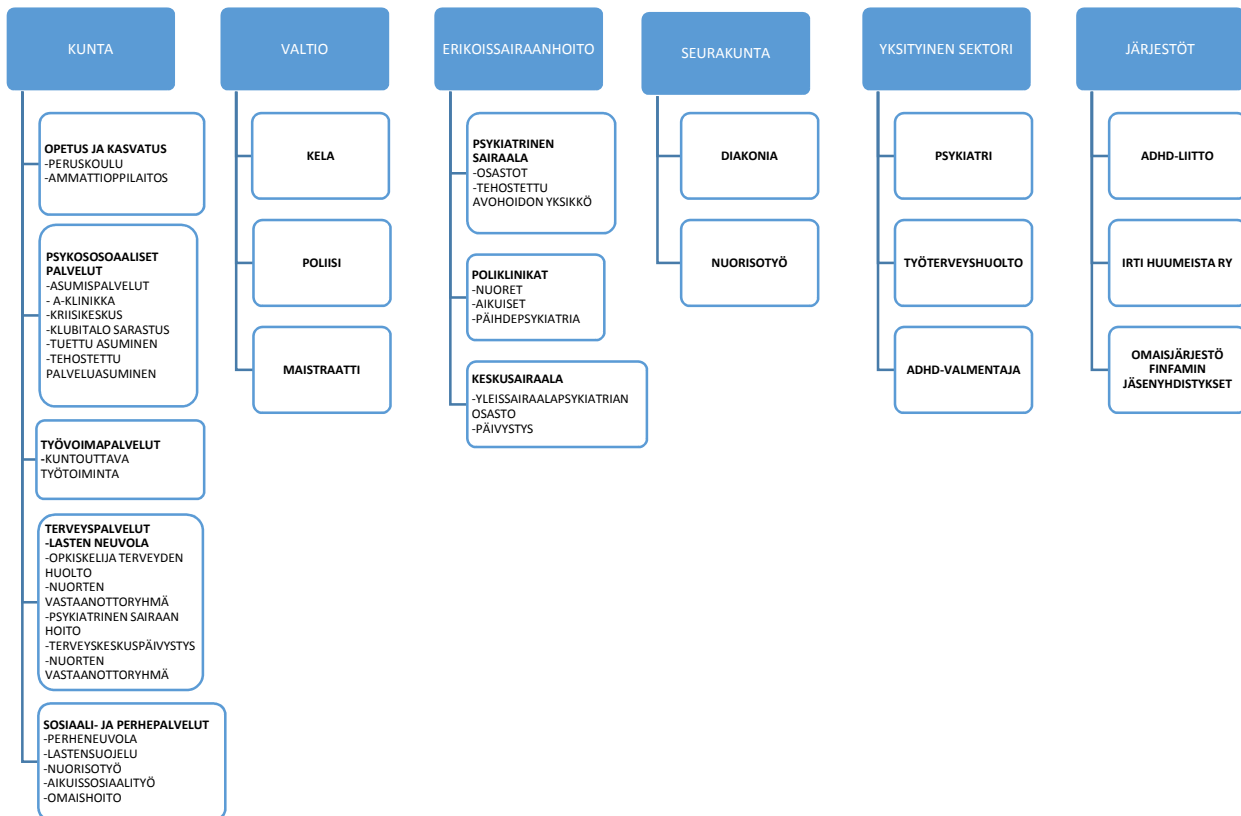 KUNTA
OPETUS JA KASVATUS
-PERUSKOULU
-AMMATTIOPPILAITOS
PSYKOSOSOAALISET
PALVELUT
-ASUMISPALVELUT
- A-KLINIKKA
-KRIISIKESKUS
-KLUBITALO SARASTUS
-TUETTU ASUMINEN
-TEHOSTETTU
PALVELUASUMINEN
TYÖVOIMAPALVELUT
-KUNTOUTTAVA
TYÖTOIMINTA
TERVEYSPALVELUT
-LASTEN NEUVOLA
-OPKISKELIJA TERVEYDEN
HUOLTO
-NUORTEN
VASTAANOTTORYHMÄ
-PSYKIATRINEN SAIRAAN
HOITO
-TERVEYSKESKUSPÄIVYSTYS
-NUORTEN
VASTAANOTTORYHMÄ
SOSIAALI- JA PERHEPALVELUT
-PERHENEUVOLA
-LASTENSUOJELU
-NUORISOTYÖ
-AIKUISSOSIAALITYÖ
-OMAISHOITO
VALTIO
KELA
POLIISI
MAISTRAATTI
ERIKOISSAIRAANHOITO
PSYKIATRINEN
SAIRAALA
-OSASTOT
-TEHOSTETTU
AVOHOIDON YKSIKKÖ
POLIKLINIKAT
-NUORET
-AIKUISET
-PÄIHDEPSYKIATRIA
KESKUSAIRAALA
-YLEISSAIRAALAPSYKIATRIAN
OSASTO
-PÄIVYSTYS
SEURAKUNTA
DIAKONIA
NUORISOTYÖ
YKSITYINEN SEKTORI
PSYKIATRI
TYÖTERVEYSHUOLTO
ADHD-VALMENTAJA
JÄRJESTÖT
ADHD-LIITTO
IRTI HUUMEISTA RY
OMAISJÄRJESTÖ
FINFAMIN
JÄSENYHDISTYKSET